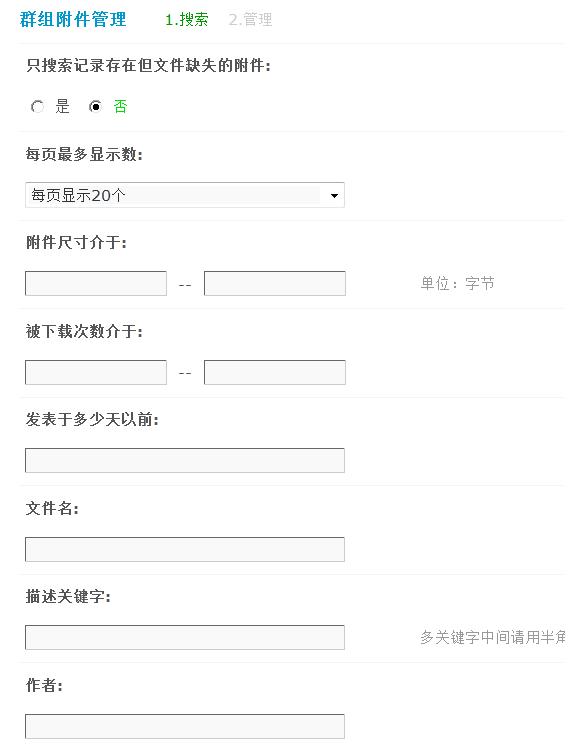 群组附件管理 1.搜索 2.管理
只搜索记录存在但文件缺失的附件:
是 否
每页最多显示数:
每页显示20个
附件尺寸介于:
-- 单位：字节
被下载次数介于:
--
发表于多少天以前:
文件名:
描述关键字:
多关键字中间请用半角
作者: